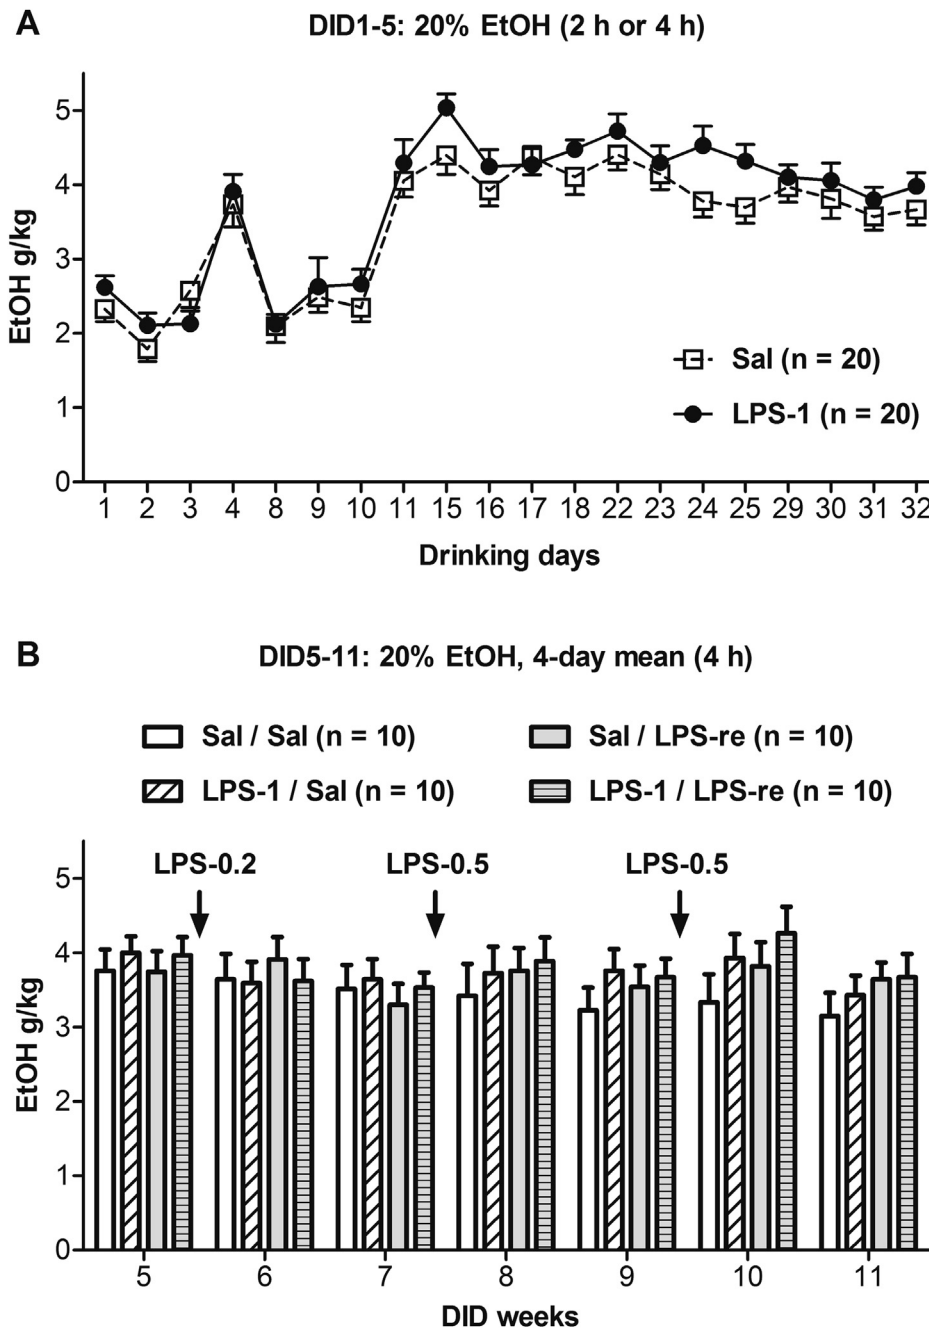 A
DID1-5: 20% EtOH (2 h or 4 h)
EtOH g/kg
5
4
3
2
1
0
Sal (n = 20)
LPS-1 (n = 20)
1 2 3 4 8 9 10 11 15 16 17 18 22 23 24 25 29 30 31 32
Drinking days
B
DID5-11: 20% EtOH, 4-day mean (4 h)
Sal / Sal (n = 10)
Sal / LPS-re (n = 10)
LPS-1 / Sal (n = 10)
LPS-1 / LPS-re (n = 10)
LPS-0.2 LPS-0.5 LPS-0.5
EtOH g/kg
5
4
3
2
1
0
5 6 7 8 9 10 11
DID weeks